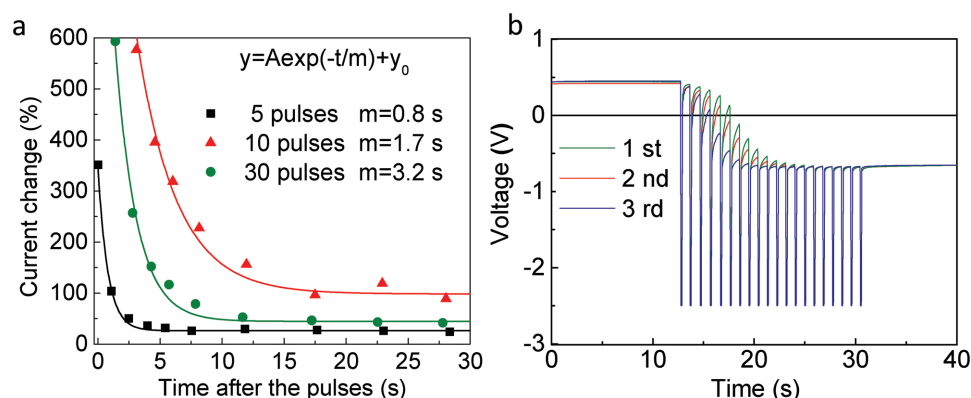 a
600
500
400
300
200
100
0
Current change (%)
0 5 10 15 20 25 30
Time after the pulses (s)
y=Aexp(-t/m)+y₀
5 pulses m=0.8 s
10 pulses m=1.7 s
30 pulses m=3.2 s
b
1
0
-1
-2
-3
Voltage (V)
0 10 20 30 40
Time (s)
1 st
2 nd
3 rd